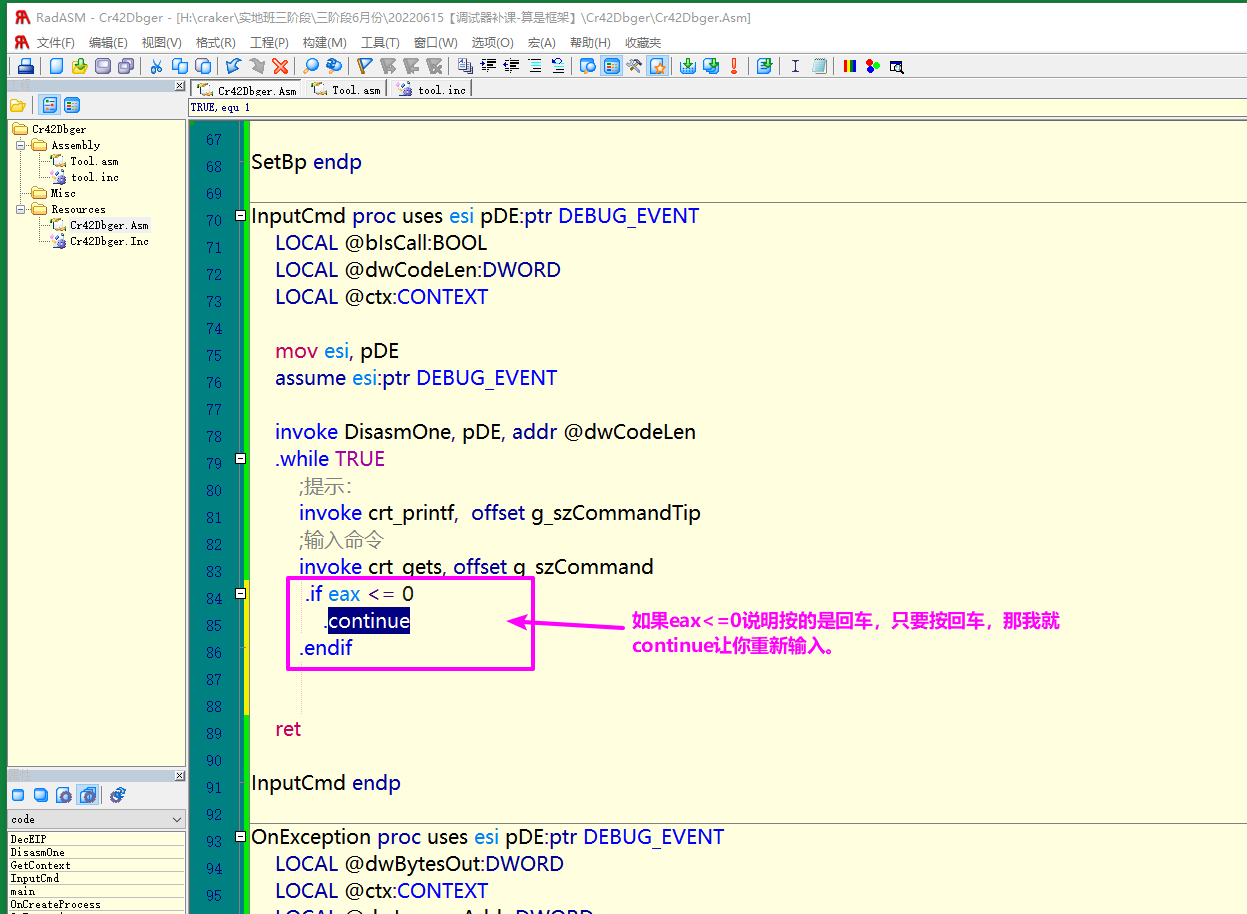 RadASM - Cr42Dbger - [H:\craker\实地班三阶段\三阶段6月份\20220615【调试器补课-算是框架】\Cr42Dbger\Cr42Dbger.Asm]
文件(F) 编辑(E) 视图(V) 格式(R) 工程(P) 构建(M) 工具(T) 窗口(W) 选项(O) 宏(A) 帮助(H) 收藏夹
Cr42Dbger.Asm Tool.asm tool.inc
TRUE,equ 1
Cr42Dbger
Assembly
Tool.asm
tool.inc
Misc
Resources
Cr42Dbger.Asm
Cr42Dbger.Inc
code
DecEIP
DisasmOne
GetContext
InputCmd
main
OnCreateProcess
67
68 SetBp endp
69
70 InputCmd proc uses esi pDE:ptr DEBUG_EVENT
71 LOCAL @bIsCall:BOOL
72 LOCAL @dwCodeLen:DWORD
73 LOCAL @ctx:CONTEXT
74
75 mov esi, pDE
76 assume esi:ptr DEBUG_EVENT
77
78 invoke DisasmOne, pDE, addr @dwCodeLen
79 .while TRUE
80 ;提示:
81 invoke crt_printf, offset g_szCommandTip
82 ;输入命令
83 invoke crt_gets, offset g_szCommand
84 .if eax <= 0
85 .continue
86 .endif
87
88
89 ret
90
91 InputCmd endp
92
93 OnException proc uses esi pDE:ptr DEBUG_EVENT
94 LOCAL @dwBytesOut:DWORD
95 LOCAL @ctx:CONTEXT
如果eax<=0说明按的是回车，只要按回车，那我就
continue让你重新输入。